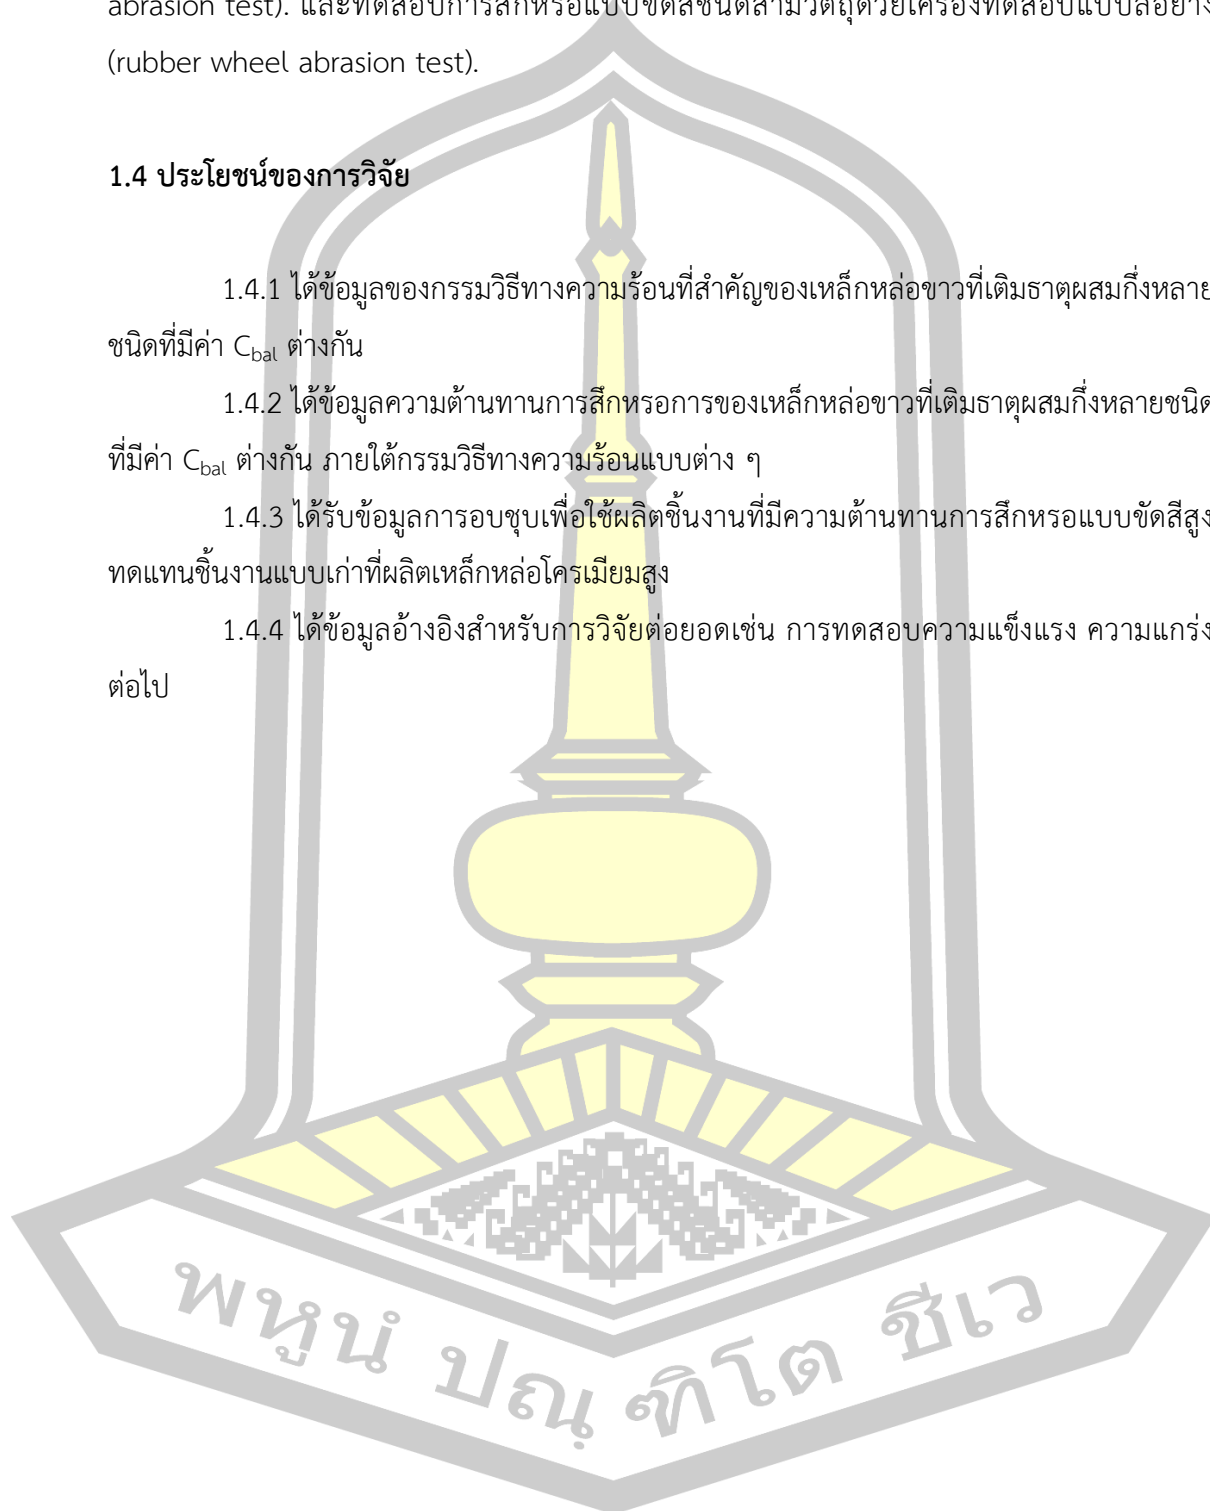 abrasion test). และทดสอบการสึกหรอแบบขัดสีชนิดสามวัตถุด้วยเครื่องทดสอบแบบล้อยาง
(rubber wheel abrasion test).
1.4 ประโยชน์ของการวิจัย
1.4.1 ได้ข้อมูลของกรรมวิธีทางความร้อนที่สำคัญของเหล็กหล่อขาวที่เติมธาตุผสมกึ่งหลาย
ชนิดที่มีค่า Cbal ต่างกัน
1.4.2 ได้ข้อมูลความต้านทานการสึกหรอการของเหล็กหล่อขาวที่เติมธาตุผสมกึ่งหลายชนิด
ที่มีค่า Cbal ต่างกัน ภายใต้กรรมวิธีทางความร้อนแบบต่าง ๆ
1.4.3 ได้รับข้อมูลการอบชุบเพื่อใช้ผลิตชิ้นงานที่มีความต้านทานการสึกหรอแบบขัดสีสูง
ทดแทนชิ้นงานแบบเก่าที่ผลิตเหล็กหล่อโครเมียมสูง
1.4.4 ได้ข้อมูลอ้างอิงสำหรับการวิจัยต่อยอดเช่น การทดสอบความแข็งแรง ความแกร่ง
ต่อไป
พหูนํ ปณฺ ฑิโต ชีเว